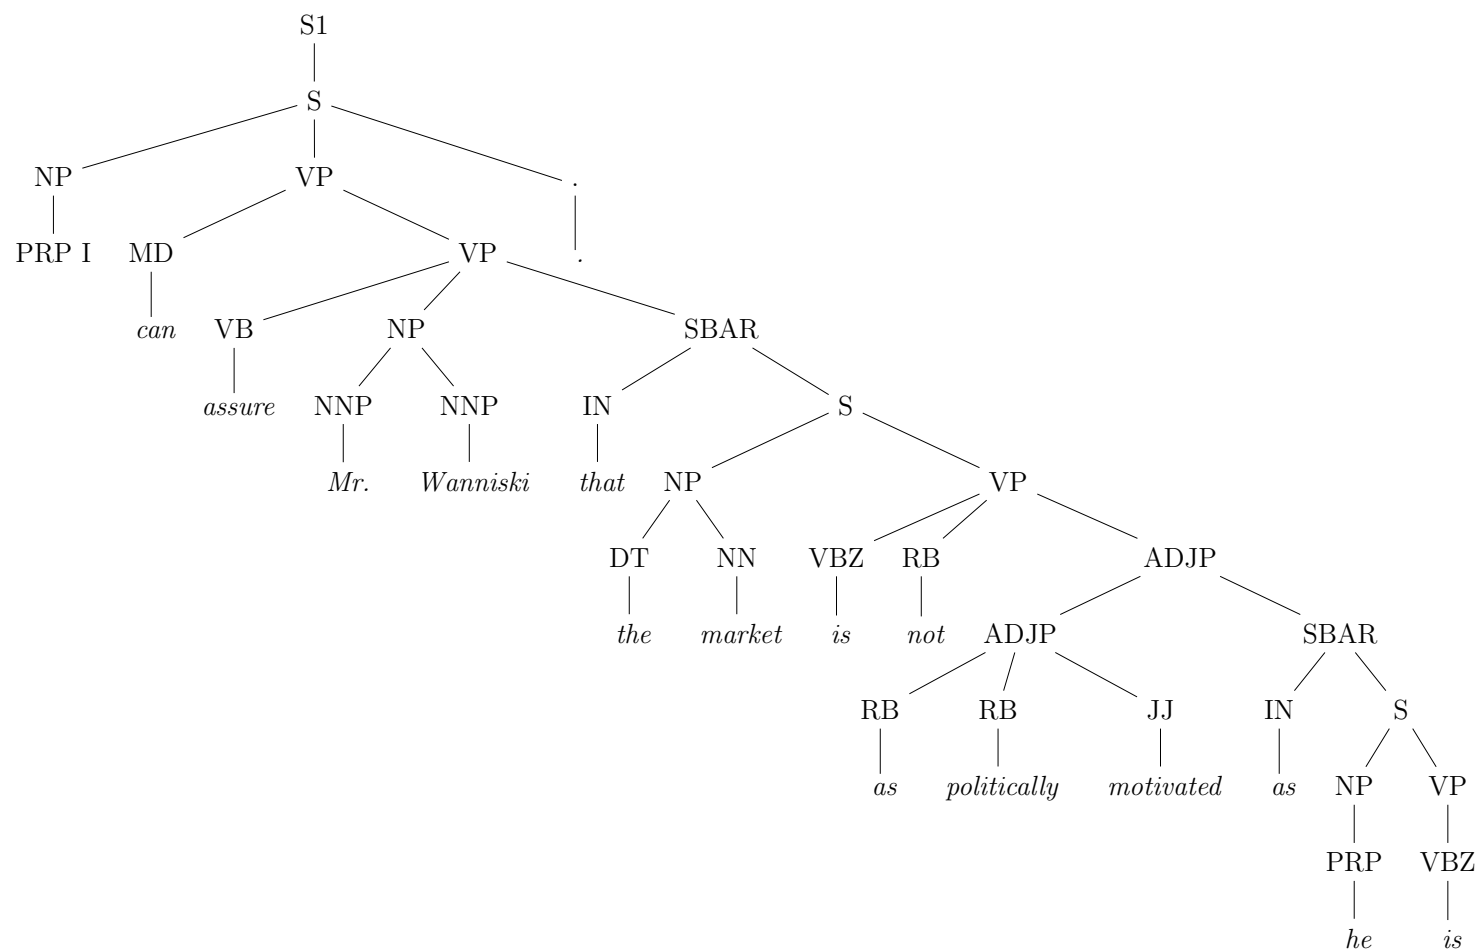 S1
S
NP VP .
PRP I MD VP .
can VB NP SBAR
assure NNP NNP IN S
Mr. Wanniski that NP VP
DT NN VBZ RB ADJP
the market is not ADJP SBAR
RB RB JJ IN S
as politically motivated as NP VP
PRP VBZ
he is